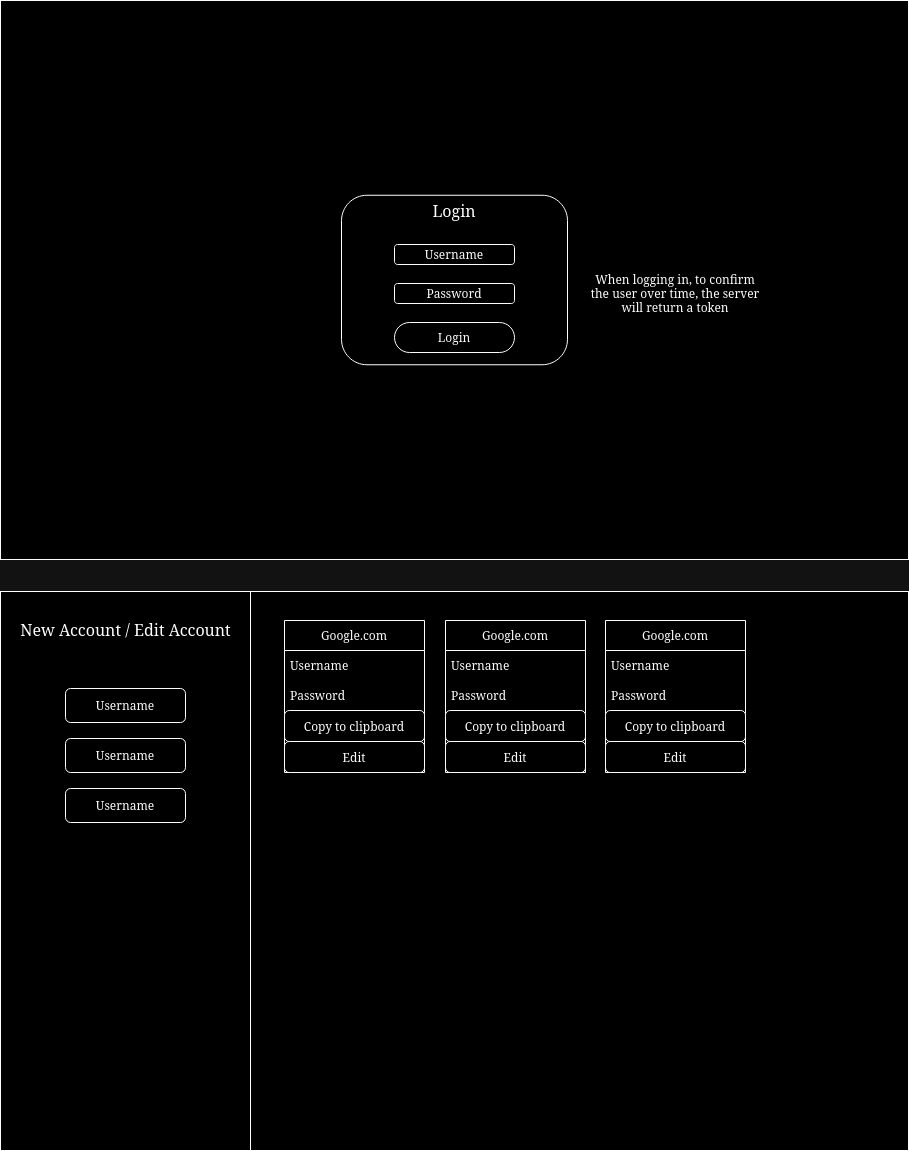 Login
Username
Password
Login
When logging in, to confirm
the user over time, the server
will return a token
New Account / Edit Account
Username
Username
Username
Google.com
Username
Password
Copy to clipboard
Edit
Google.com
Username
Password
Copy to clipboard
Edit
Google.com
Username
Password
Copy to clipboard
Edit